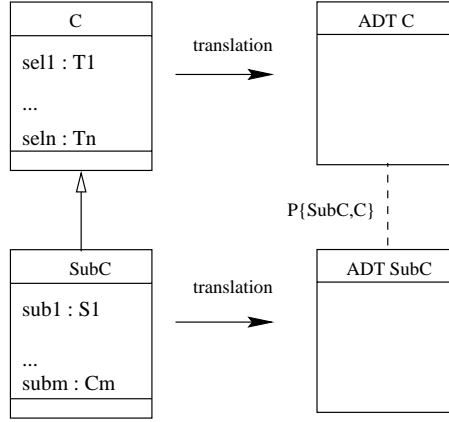 C
sel1 : T1
...
seln : Tn
translation
ADT C
P{SubC,C}
SubC
sub1 : S1
...
subm : Cm
translation
ADT SubC